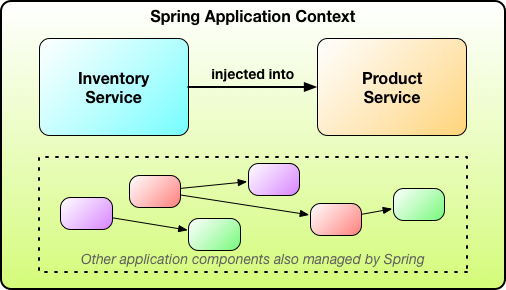 Spring Application Context
Inventory
Service
injected into
Product
Service
Other application components also managed by Spring